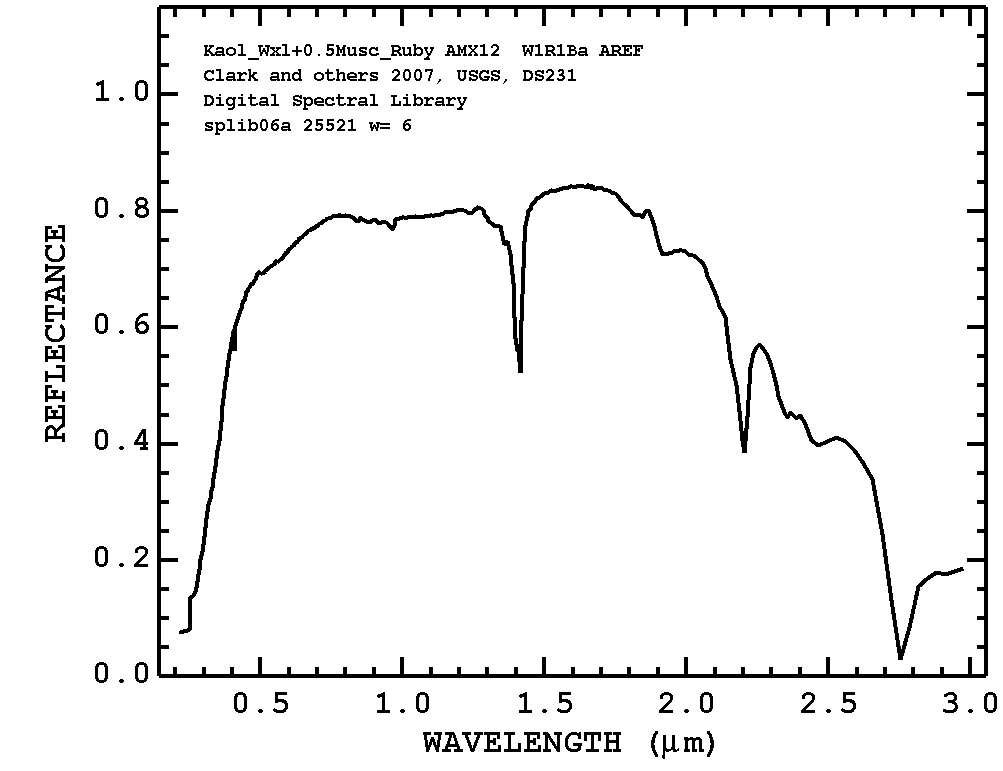 Kaol_Wxl+0.5Musc_Ruby AMX12  W1R1Ba AREF
Clark and others 2007, USGS, DS231
Digital Spectral Library
splib06a 25521 w= 6
1.0
0.8
0.6
0.4
0.2
0.0
REFLECTANCE
0.5 1.0 1.5 2.0 2.5 3.0
WAVELENGTH (μm)